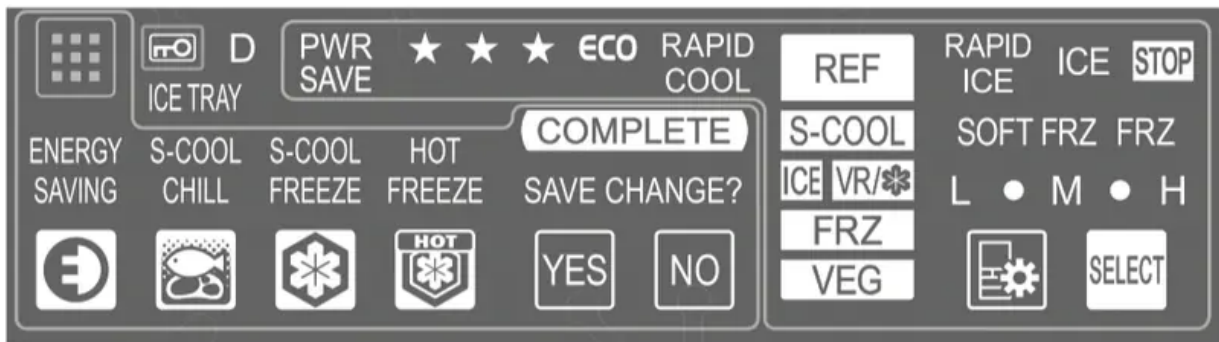 D
ICE TRAY
PWR SAVE
★ ★ ★ ECO
RAPID COOL
ENERGY SAVING
S-COOL CHILL
S-COOL FREEZE
HOT FREEZE
HOT
COMPLETE
SAVE CHANGE?
YES NO
REF
S-COOL
ICE VR/
FRZ
VEG
RAPID ICE
ICE STOP
SOFT FRZ FRZ
L • M • H
SELECT